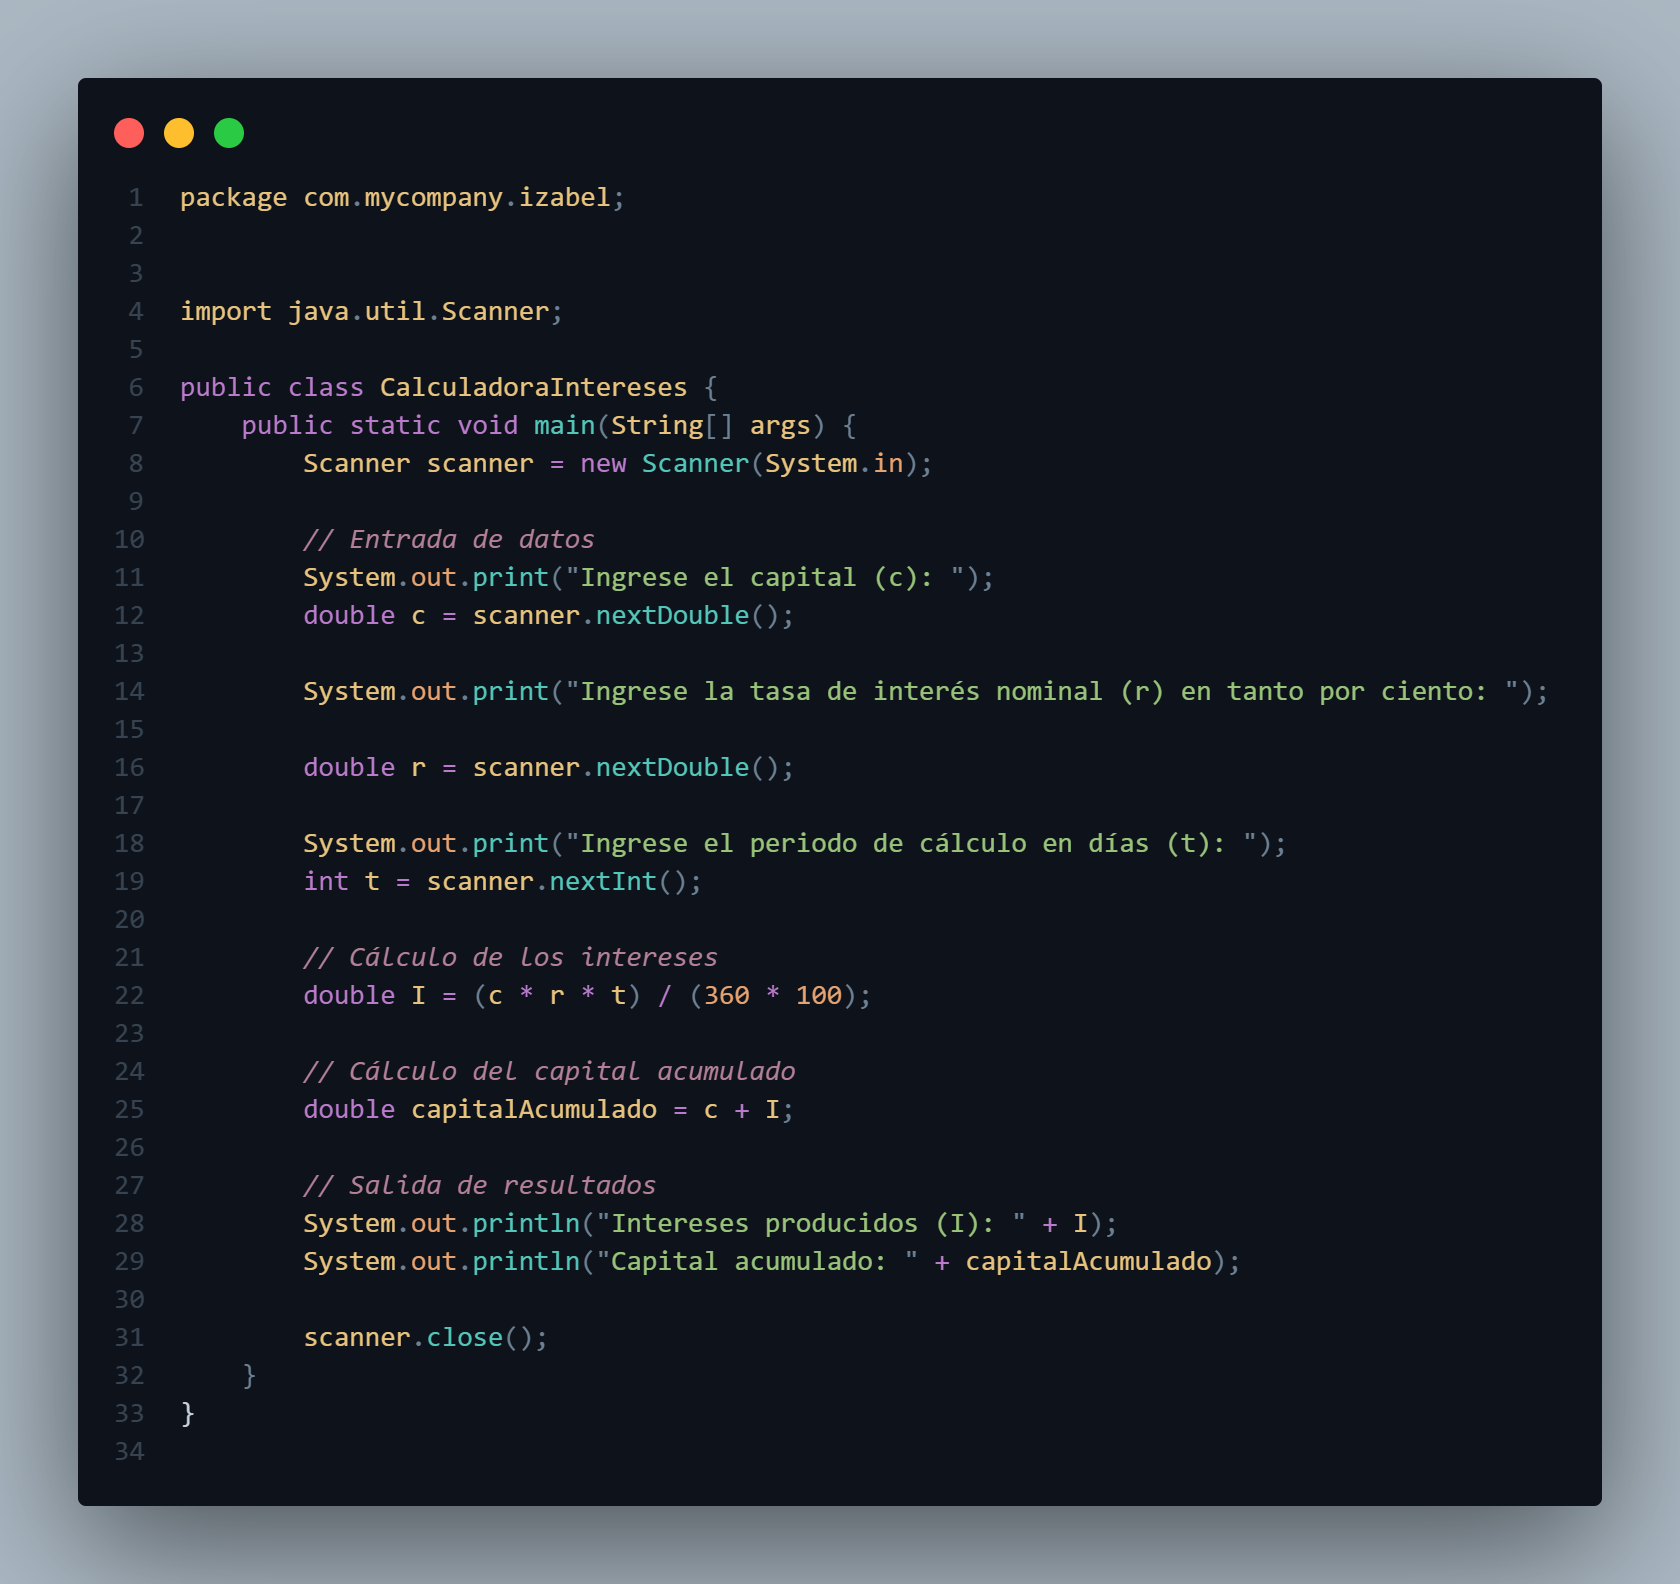 1 package com.mycompany.izabel;
2
3
4 import java.util.Scanner;
5
6 public class CalculadoraIntereses {
7     public static void main(String[] args) {
8         Scanner scanner = new Scanner(System.in);
9
10         // Entrada de datos
11         System.out.print("Ingrese el capital (c): ");
12         double c = scanner.nextDouble();
13
14         System.out.print("Ingrese la tasa de interés nominal (r) en tanto por ciento: ");
15
16         double r = scanner.nextDouble();
17
18         System.out.print("Ingrese el periodo de cálculo en días (t): ");
19         int t = scanner.nextInt();
20
21         // Cálculo de los intereses
22         double I = (c * r * t) / (360 * 100);
23
24         // Cálculo del capital acumulado
25         double capitalAcumulado = c + I;
26
27         // Salida de resultados
28         System.out.println("Intereses producidos (I): " + I);
29         System.out.println("Capital acumulado: " + capitalAcumulado);
30
31         scanner.close();
32     }
33 }
34